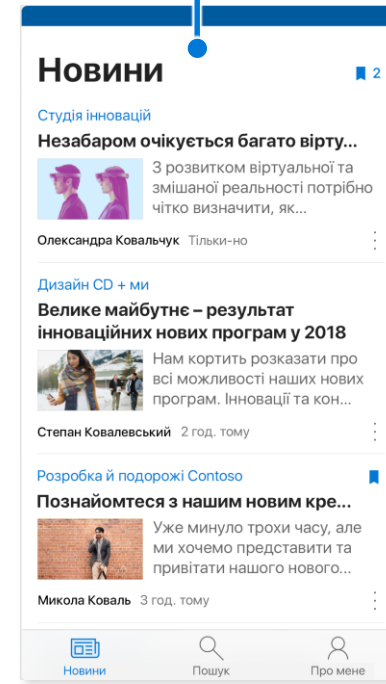 Новини
2
Студія інновацій
Незабаром очікується багато вірту...
З розвитком віртуальної та
змішаної реальності потрібно
чітко визначити, як...
Олександра Ковальчук Тільки-но
Дизайн CD + ми
Велике майбутнє – результат
інноваційних нових програм у 2018
Нам кортить розказати про
всі можливості наших нових
програм. Інновації та кон...
Степан Ковалевський 2 год. тому
Розробка й подорожі Contoso
Познайомтеся з нашим новим кре...
Уже минуло трохи часу, але
ми хочемо представити та
привітати нашого нового...
Микола Коваль 3 год. тому
Новини Пошук Про мене